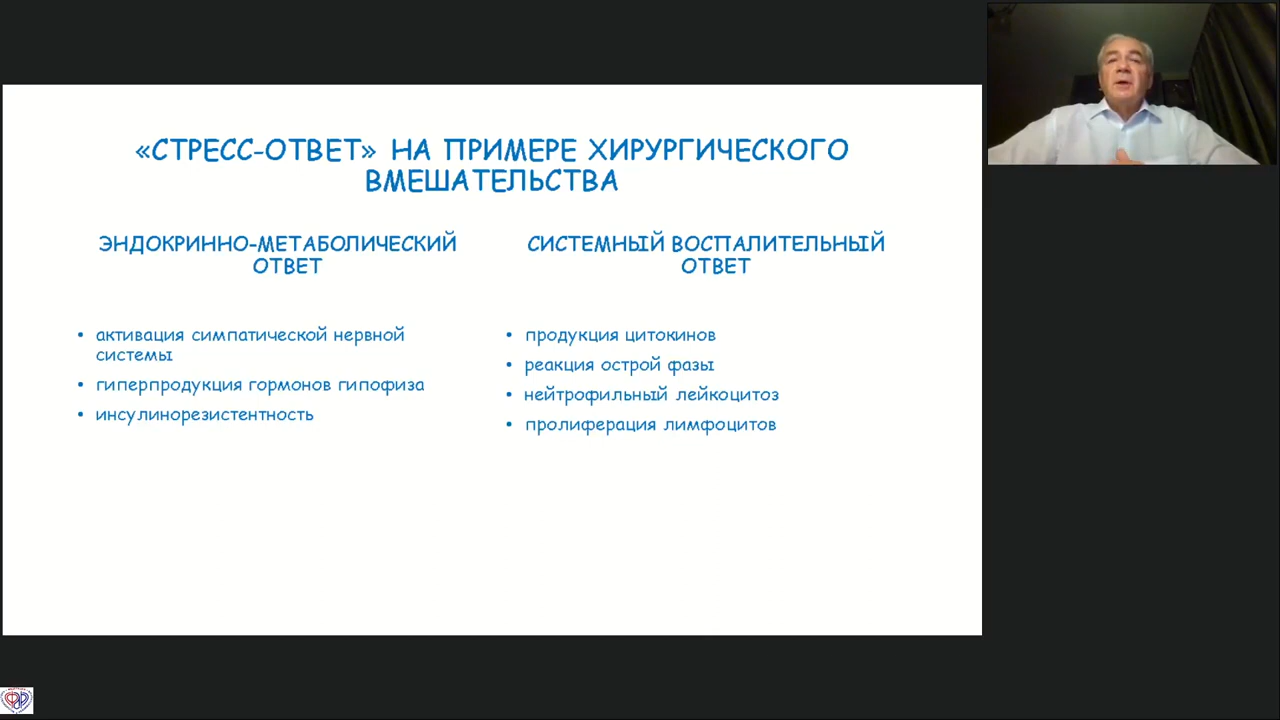 «СТРЕСС-ОТВЕТ» НА ПРИМЕРЕ ХИРУРГИЧЕСКОГО
ВМЕШАТЕЛЬСТВА
ЭНДОКРИННО-МЕТАБОЛИЧЕСКИЙ
ОТВЕТ
• активация симпатической нервной
системы
• гиперпродукция гормонов гипофиза
• инсулинорезистентность
СИСТЕМНЫЙ ВОСПАЛИТЕЛЬНЫЙ
ОТВЕТ
• продукция цитокинов
• реакция острой фазы
• нейтрофильный лейкоцитоз
• пролиферация лимфоцитов